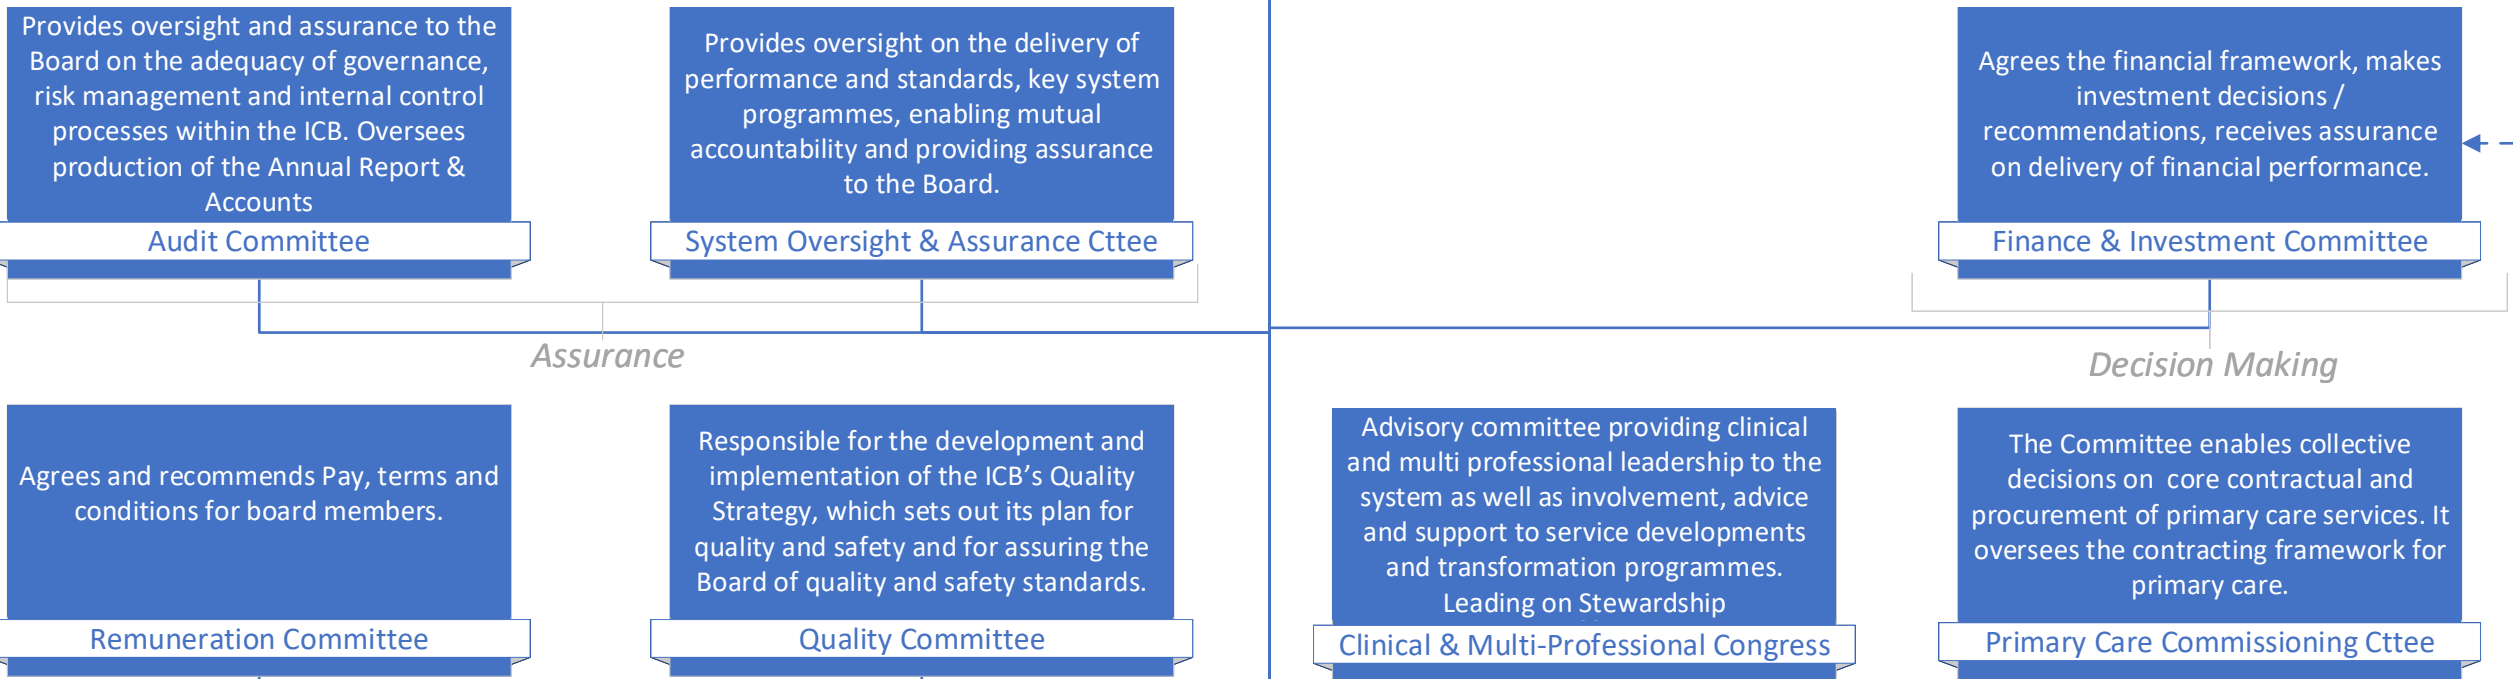 Provides oversight and assurance to the
Board on the adequacy of governance,
risk management and internal control
processes within the ICB. Oversees
production of the Annual Report &
Accounts
Audit Committee
Provides oversight on the delivery of
performance and standards, key system
programmes, enabling mutual
accountability and providing assurance
to the Board.
System Oversight & Assurance Cttee
Agrees the financial framework, makes
investment decisions /
recommendations, receives assurance
on delivery of financial performance.
Finance & Investment Committee
Assurance
Decision Making
Agrees and recommends Pay, terms and
conditions for board members.
Remuneration Committee
Responsible for the development and
implementation of the ICB’s Quality
Strategy, which sets out its plan for
quality and safety and for assuring the
Board of quality and safety standards.
Quality Committee
Advisory committee providing clinical
and multi professional leadership to the
system as well as involvement, advice
and support to service developments
and transformation programmes.
Leading on Stewardship
Clinical & Multi-Professional Congress
The Committee enables collective
decisions on core contractual and
procurement of primary care services. It
oversees the contracting framework for
primary care.
Primary Care Commissioning Cttee